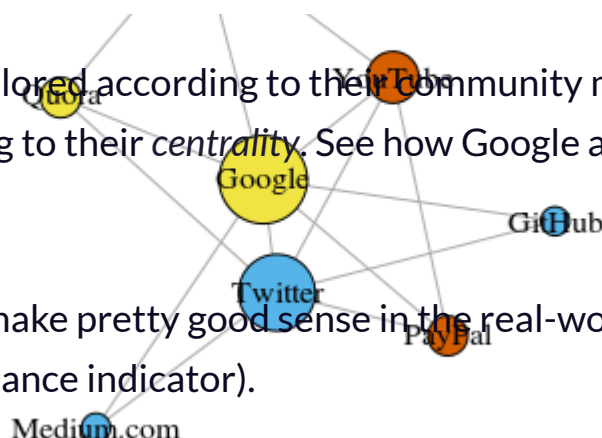 lored according to their community
Quora
YouTube
g to their centrality. See how Google a
Google
GitHub
Twitter
make pretty good sense in the real-wo
PayPal
ance indicator).
Medium.com